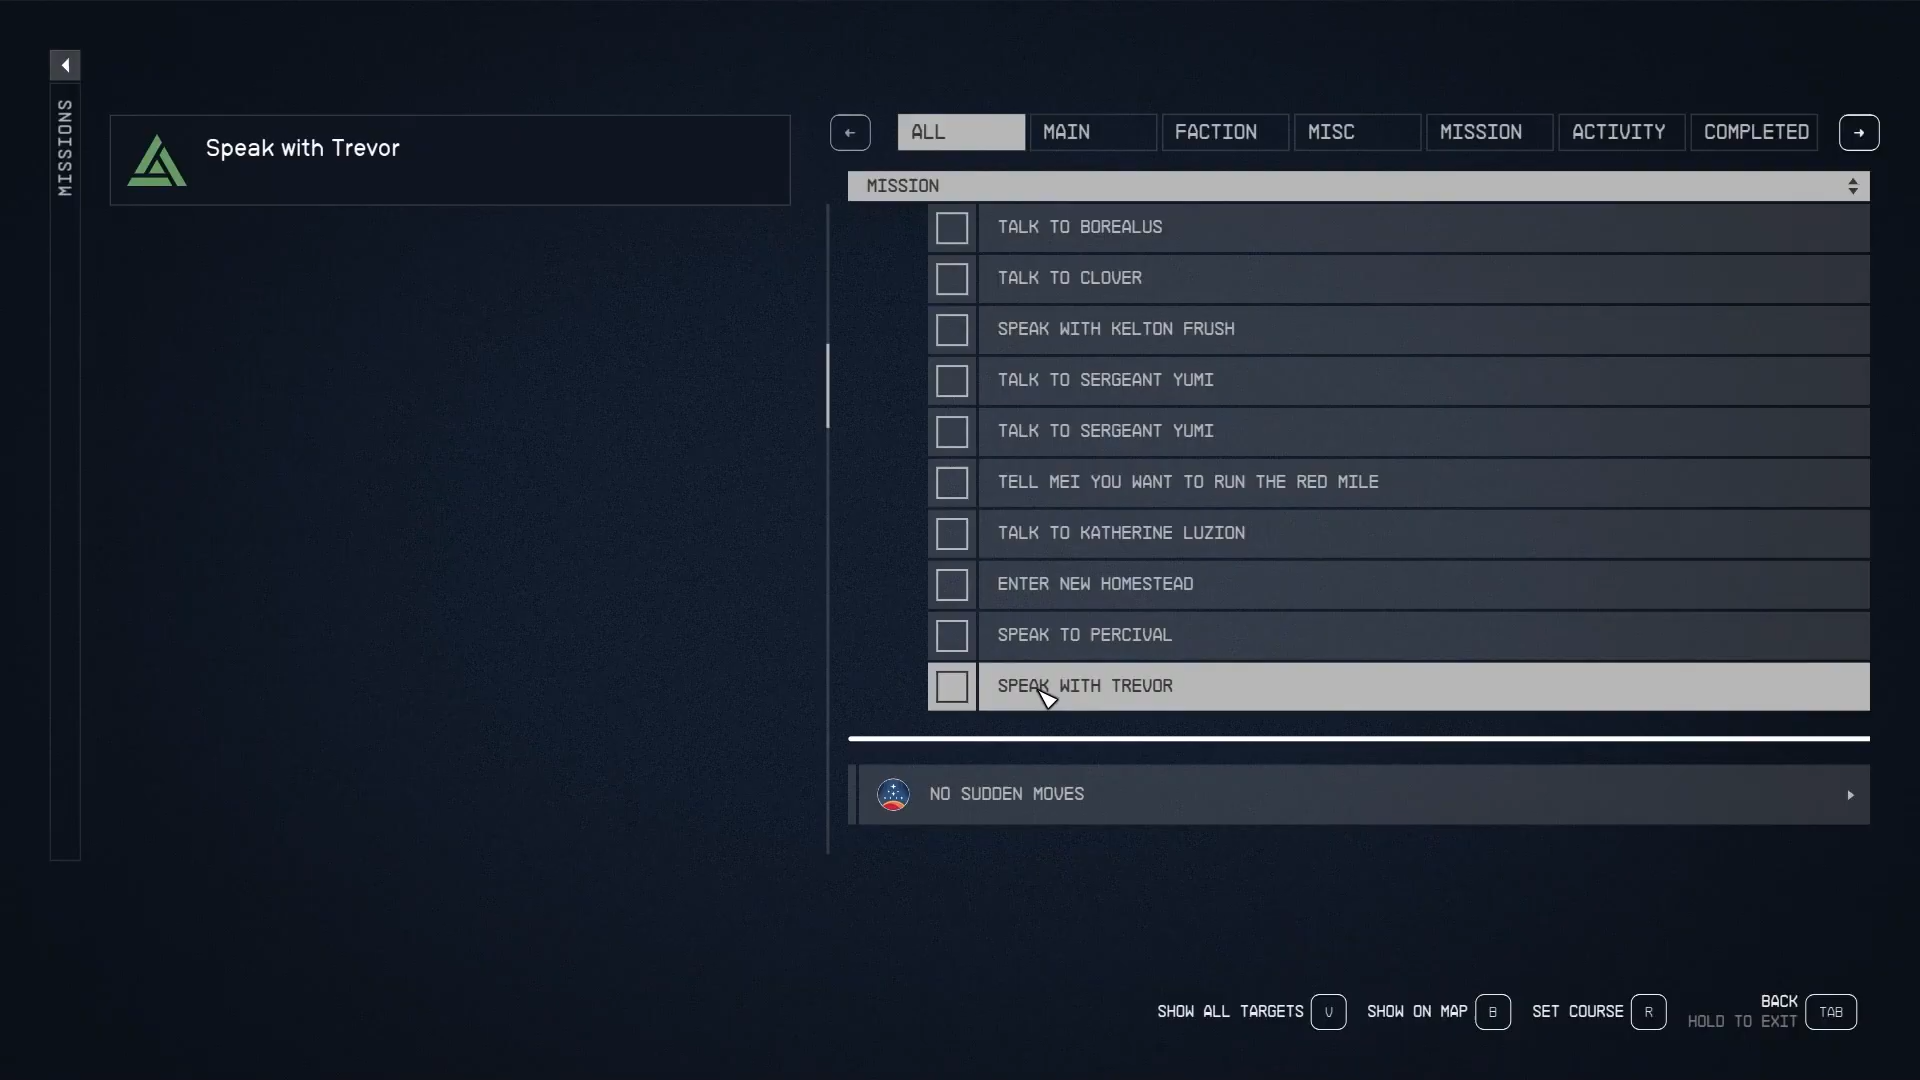 MISSIONS
Speak with Trevor
ALL
MAIN
FACTION
MISC
MISSION
ACTIVITY
COMPLETED
MISSION
TALK TO BOREALUS
TALK TO CLOVER
SPEAK WITH KELTON FRUSH
TALK TO SERGEANT YUMI
TALK TO SERGEANT YUMI
TELL MEI YOU WANT TO RUN THE RED MILE
TALK TO KATHERINE LUZION
ENTER NEW HOMESTEAD
SPEAK TO PERCIVAL
SPEAK WITH TREVOR
NO SUDDEN MOVES
SHOW ALL TARGETS V
SHOW ON MAP B
SET COURSE R
BACK
HOLD TO EXIT
TAB